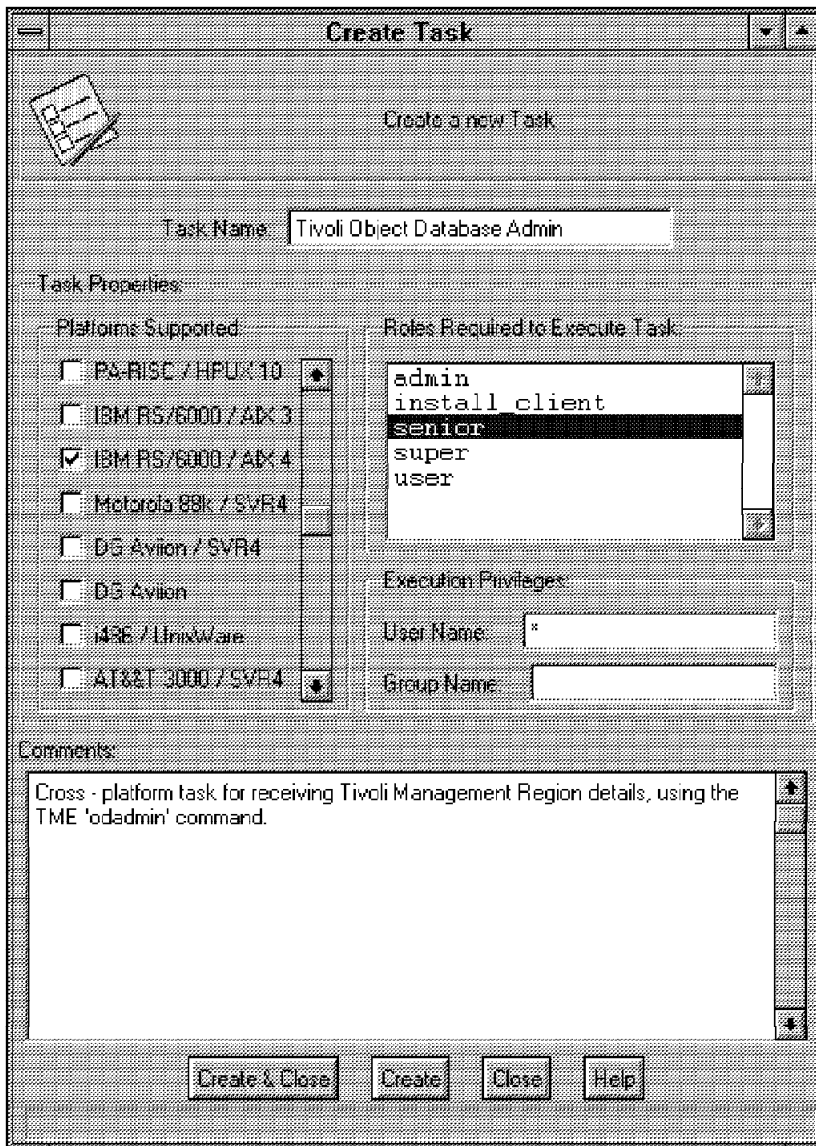 Create Task
Create a new Task
Task Name: Tivoli Object Database Admin
Task Properties:
Platforms Supported:
PA-RISC / HPUX 10
IBM RS/6000 / AIX 3
IBM RS/6000 / AIX 4
Motorola 88k / SVR4
DG Aviion / SVR4
DG Aviion
i486 / UnixWare
AT&T 3000 / SVR4
Roles Required to Execute Task:
admin
install_client
senior
super
user
Execution Privileges:
User Name: *
Group Name:
Comments:
Cross - platform task for receiving Tivoli Management Region details, using the
TME 'odadmin' command.
Create & Close Create Close Help